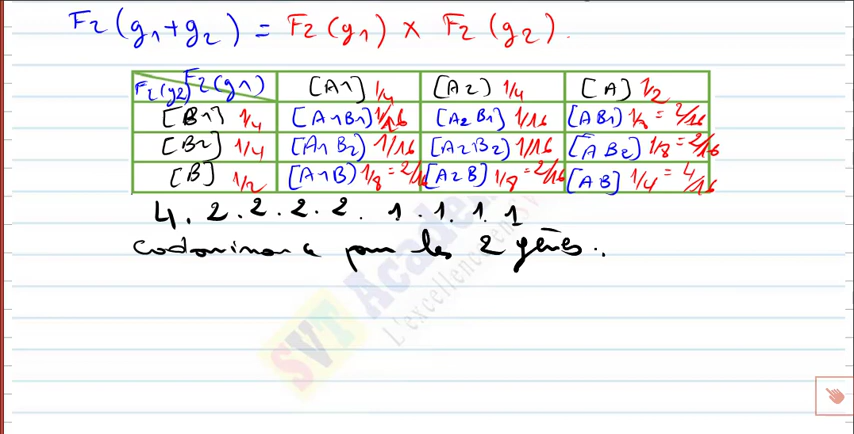 F2(g1+g2) = F2(g1) × F2(g2).
F2(g2) F2(g1) [A1] 1/4 [A2] 1/4 [A] 1/2
[B1] 1/4 [A1B1] 1/16 [A2B1] 1/16 [AB1] 1/8 = 2/16
[B2] 1/4 [A1B2] 1/16 [A2B2] 1/16 [AB2] 1/8 = 2/16
[B] 1/2 [A1B] 1/8 = 2/16 [A2B] 1/8 = 2/16 [AB] 1/4 = 4/16
4. 2. 2. 2. 2. 1. 1. 1. 1
codominance pour les 2 gènes.
SVT Academy
L'excellence